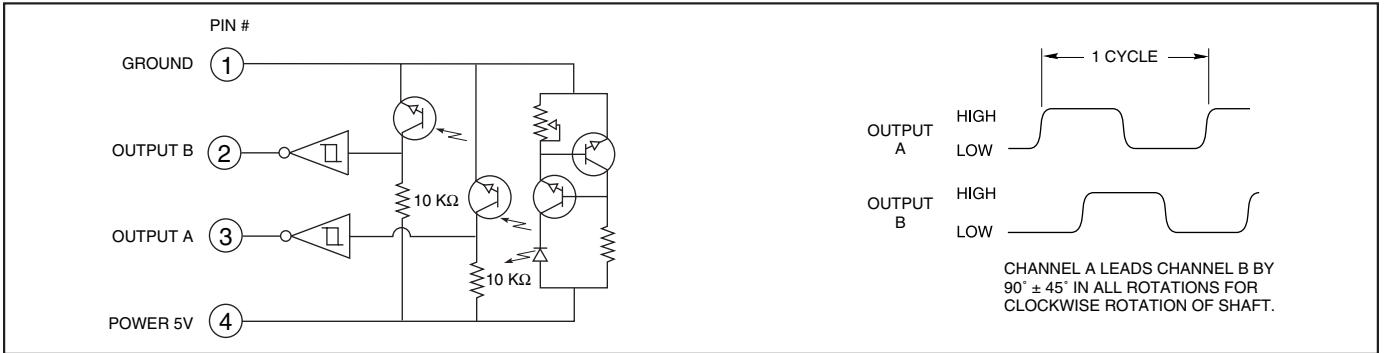 PIN #
GROUND 1
OUTPUT B 2
10 KΩ
OUTPUT A 3
10 KΩ
POWER 5V 4
1 CYCLE
OUTPUT
A
HIGH
LOW
OUTPUT
B
HIGH
LOW
CHANNEL A LEADS CHANNEL B BY
90˚ ± 45˚ IN ALL ROTATIONS FOR
CLOCKWISE ROTATION OF SHAFT.